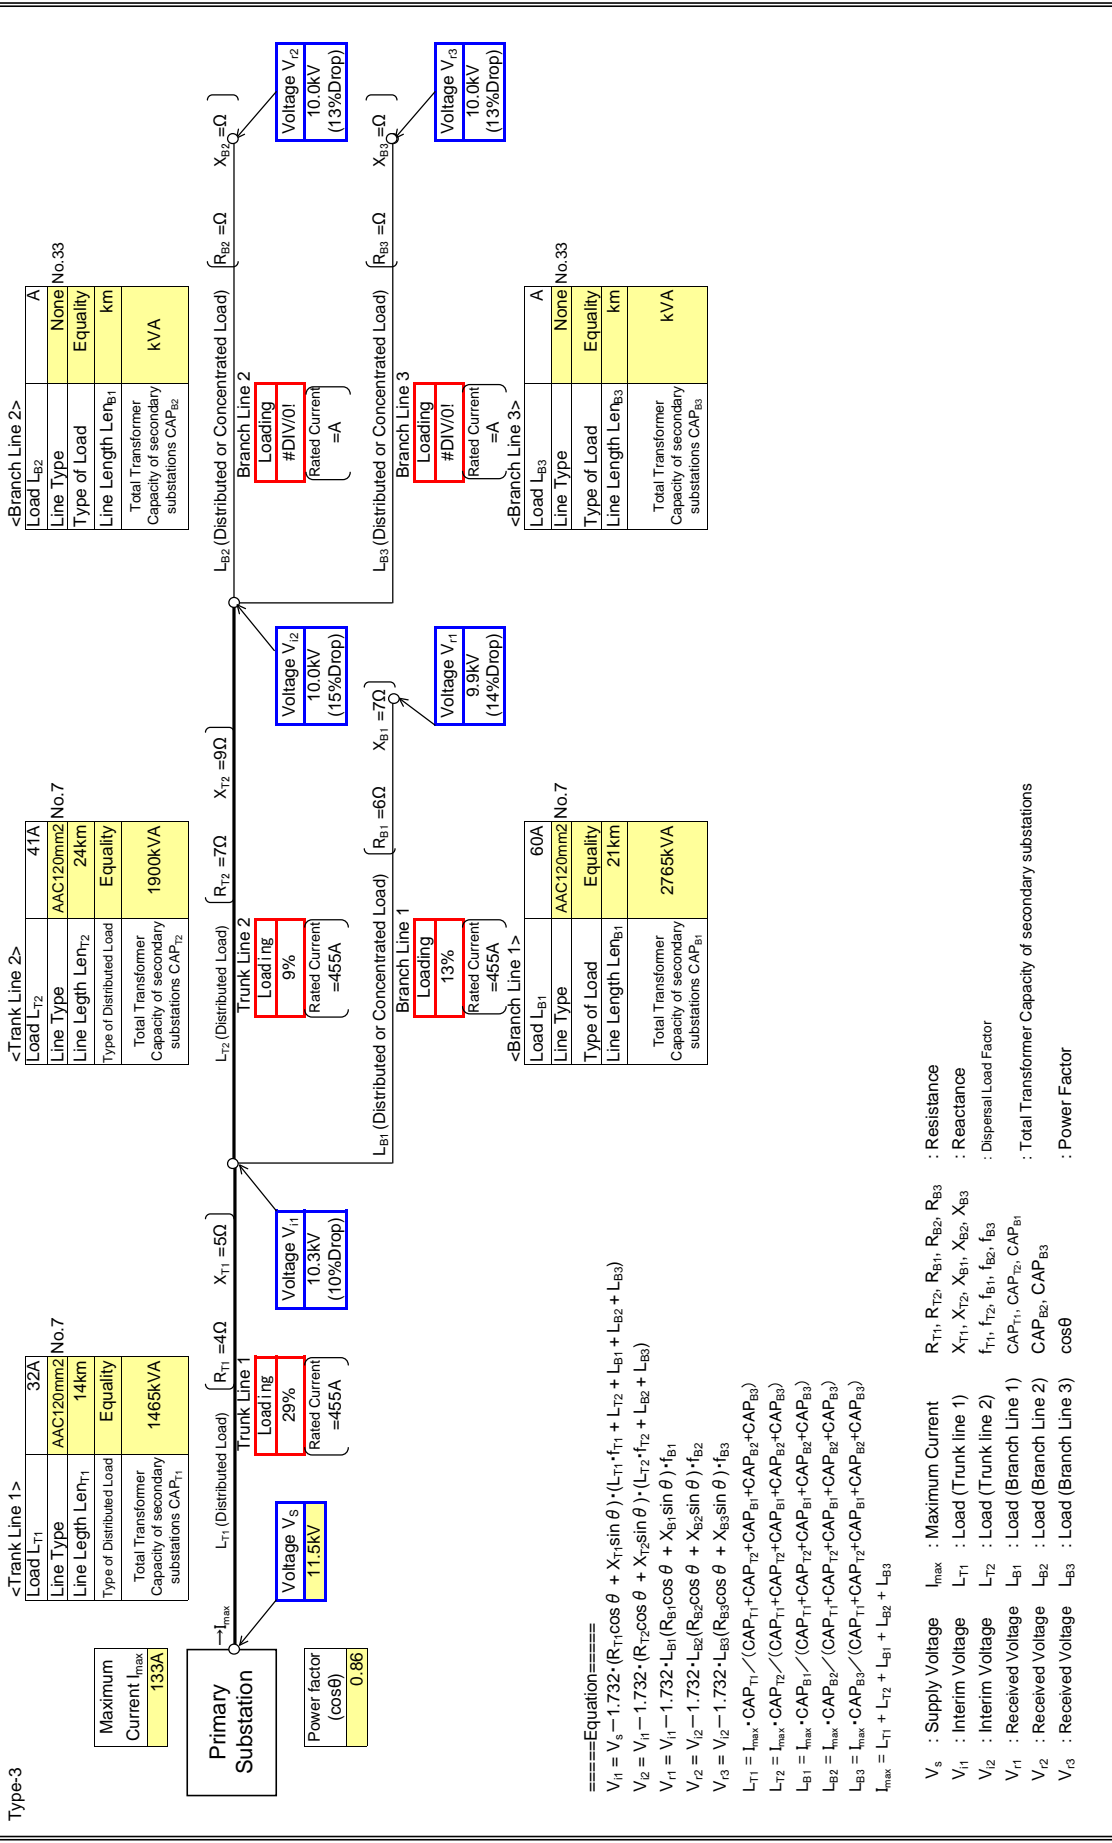 Type-3
Maximum
Current Imax
133A
Primary
Substation
Power factor
(cosθ)
0.86
→Imax
Voltage Vs
11.5kV
<Trank Line 1>
Load LT1 32A
Line Type AAC120mm2 No.7
Line Legth LenT1 14km
Type of Distributed Load Equality
Total Transformer
Capacity of secondary
substations CAPT1
1465kVA
LT1 (Distributed Load) RT1 =4Ω XT1 =5Ω
Trunk Line 1
Loading
29%
Rated Current
=455A
Voltage Vi1
10.3kV
(10%Drop)
<Trank Line 2>
Load LT2 41A
Line Type AAC120mm2 No.7
Line Legth LenT2 24km
Type of Distributed Load Equality
Total Transformer
Capacity of secondary
substations CAPT2
1900kVA
LT2 (Distributed Load) RT2 =7Ω XT2 =9Ω
Trunk Line 2
Loading
9%
Rated Current
=455A
Voltage Vi2
10.0kV
(15%Drop)
LB1 (Distributed or Concentrated Load) RB1 =6Ω XB1 =7Ω
Branch Line 1
Loading
13%
Rated Current
=455A
Voltage Vr1
9.9kV
(14%Drop)
<Branch Line 1>
Load LB1 60A
Line Type AAC120mm2 No.7
Type of Load Equality
Line Length LenB1 21km
Total Transformer
Capacity of secondary
substations CAPB1
2765kVA
<Branch Line 2>
Load LB2 A
Line Type None No.33
Type of Load Equality
Line Length LenB1 km
Total Transformer
Capacity of secondary
substations CAPB2
kVA
LB2 (Distributed or Concentrated Load) RB2 =Ω XB2 =Ω
Branch Line 2
Loading
#DIV/0!
Rated Current
=A
Voltage Vr2
10.0kV
(13%Drop)
LB3 (Distributed or Concentrated Load) RB3 =Ω XB3 =Ω
Branch Line 3
Loading
#DIV/0!
Rated Current
=A
Voltage Vr3
10.0kV
(13%Drop)
<Branch Line 3>
Load LB3 A
Line Type None No.33
Type of Load Equality
Line Length LenB3 km
Total Transformer
Capacity of secondary
substations CAPB3
kVA
=====Equation=====
Vi1 = Vs－1.732・(RT1cos θ + XT1sin θ)・(LT1・fT1 + LT2 + LB1 + LB2 + LB3)
Vi2 = Vi1－1.732・(RT2cos θ + XT2sin θ)・(LT2・fT2 + LB2 + LB3)
Vr1 = Vi1－1.732・LB1(RB1cos θ + XB1sin θ)・fB1
Vr2 = Vi2－1.732・LB2(RB2cos θ + XB2sin θ)・fB2
Vr3 = Vi2－1.732・LB3(RB3cos θ + XB3sin θ)・fB3
LT1 = Imax・CAPT1／(CAPT1+CAPT2+CAPB1+CAPB2+CAPB3)
LT2 = Imax・CAPT2／(CAPT1+CAPT2+CAPB1+CAPB2+CAPB3)
LB1 = Imax・CAPB1／(CAPT1+CAPT2+CAPB1+CAPB2+CAPB3)
LB2 = Imax・CAPB2／(CAPT1+CAPT2+CAPB1+CAPB2+CAPB3)
LB3 = Imax・CAPB3／(CAPT1+CAPT2+CAPB1+CAPB2+CAPB3)
Imax = LT1 + LT2 + LB1 + LB2 + LB3
Vs : Supply Voltage Imax : Maximum Current RT1, RT2, RB1, RB2, RB3 : Resistance
Vi1 : Interim Voltage LT1 : Load (Trunk line 1) XT1, XT2, XB1, XB2, XB3 : Reactance
Vi2 : Interim Voltage LT2 : Load (Trunk line 2) fT1, fT2, fB1, fB2, fB3 : Dispersal Load Factor
Vr1 : Received Voltage LB1 : Load (Branch Line 1) CAPT1, CAPT2, CAPB1 : Total Transformer Capacity of secondary substations
Vr2 : Received Voltage LB2 : Load (Branch Line 2) CAPB2, CAPB3
Vr3 : Received Voltage LB3 : Load (Branch Line 3) cosθ : Power Factor